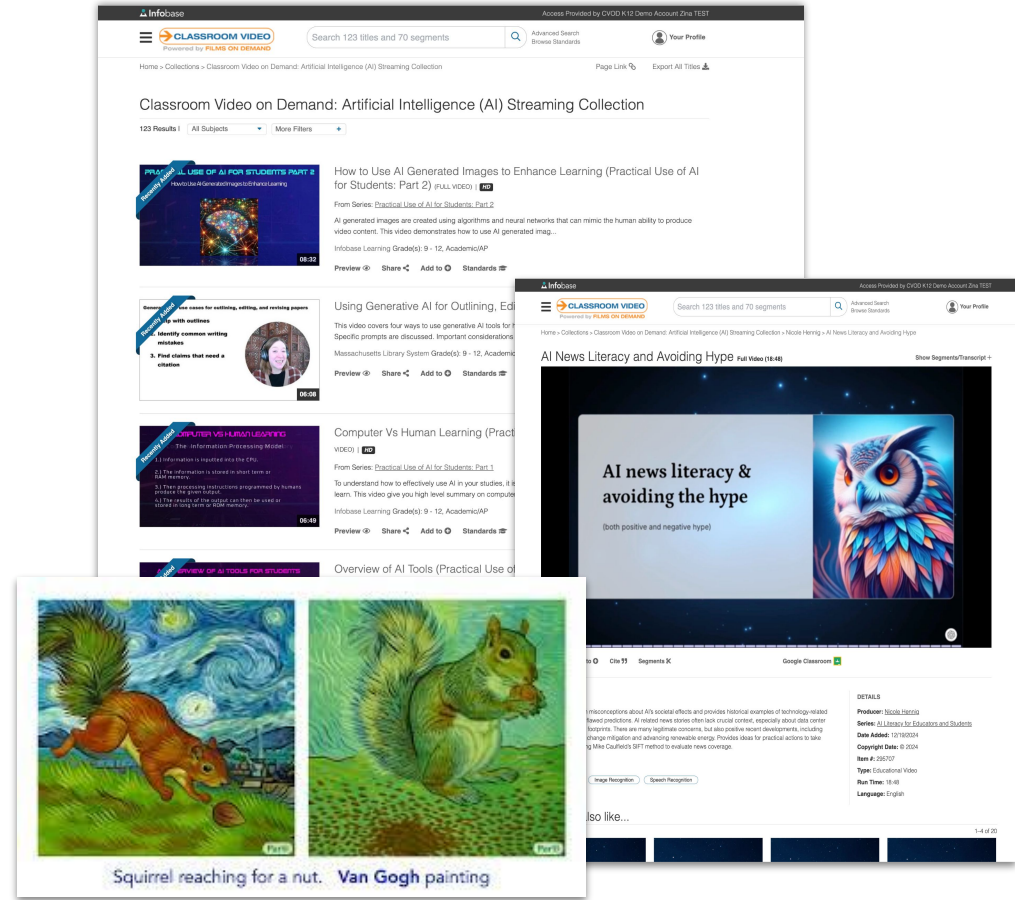 Infobase
Access Provided by CVOD K12 Demo Account Zina TEST
CLASSROOM VIDEO
Powered by FILMS ON DEMAND
Search 123 titles and 70 segments
Advanced Search
Browse Standards
Your Profile
Home > Collections > Classroom Video on Demand: Artificial Intelligence (AI) Streaming Collection
Page Link
Export All Titles
Classroom Video on Demand: Artificial Intelligence (AI) Streaming Collection
123 Results |
All Subjects
More Filters +
Recently Added
USE OF AI FOR STUDENTS PART 2
How to Use AI Generated Images to Enhance Learning
08:32
How to Use AI Generated Images to Enhance Learning (Practical Use of AI
for Students: Part 2) (FULL VIDEO) | HD
From Series: Practical Use of AI for Students: Part 2
AI generated images are created using algorithms and neural networks that can mimic the human ability to produce
video content. This video demonstrates how to use AI generated imag...
Infobase Learning Grade(s): 9 - 12, Academic/AP
Preview Share Add to Standards
Recently Added
use cases for outlining, editing, and revising papers
with outlines
Identify common writing
mistakes
3. Find claims that need a
citation
06:08
Using Generative AI for Outlining, Edi
This video covers four ways to use generative AI tools for h
Specific prompts are discussed. Important considerations
Massachusetts Library System Grade(s): 9 - 12, Academic
Preview Share Add to Standards
Recently Added
COMPUTER VS HUMAN LEARNING
The Information Processing Model
1.) Information is inputted into the CPU.
2.) The information is stored in short term or
RAM memory.
3.) Then processing instructions programmed by humans
produce the given output.
4.) The results of the output can then be used or
stored in long term or ROM memory.
06:49
Computer Vs Human Learning (Pract
VIDEO) | HD
From Series: Practical Use of AI for Students: Part 1
To understand how to effectively use AI in your studies, it is
learn. This video give you high level summary on compute
Infobase Learning Grade(s): 9 - 12, Academic/AP
Preview Share Add to Standards
OF AI TOOLS FOR STUDENTS
Overview of AI Tools (Practical Use of
Infobase
Access Provided by CVOD K12 Demo Account Zina TEST
CLASSROOM VIDEO
Powered by FILMS ON DEMAND
Search 123 titles and 70 segments
Advanced Search
Browse Standards
Your Profile
Home > Collections > Classroom Video on Demand: Artificial Intelligence (AI) Streaming Collection > Nicole Hennig > AI News Literacy and Avoiding Hype
AI News Literacy and Avoiding Hype Full Video (18:48)
Show Segments/Transcript +
AI news literacy &
avoiding the hype
(both positive and negative hype)
to Cite Segments
Google Classroom
misconceptions about AI's societal effects and provides historical examples of technology-related
flawed predictions. AI related news stories often lack crucial context, especially about data center
footprints. There are many legitimate concerns, but also positive recent developments, including
change mitigation and advancing renewable energy. Provides ideas for practical actions to take
ng Mike Caulfield's SIFT method to evaluate news coverage.
Image Recognition
Speech Recognition
DETAILS
Producer: Nicole Hennig
Series: AI Literacy for Educators and Students
Date Added: 12/19/2024
Copyright Date: © 2024
Item #: 295707
Type: Educational Video
Run Time: 18:48
Language: English
lso like...
1–4 of 20
Squirrel reaching for a nut. Van Gogh painting